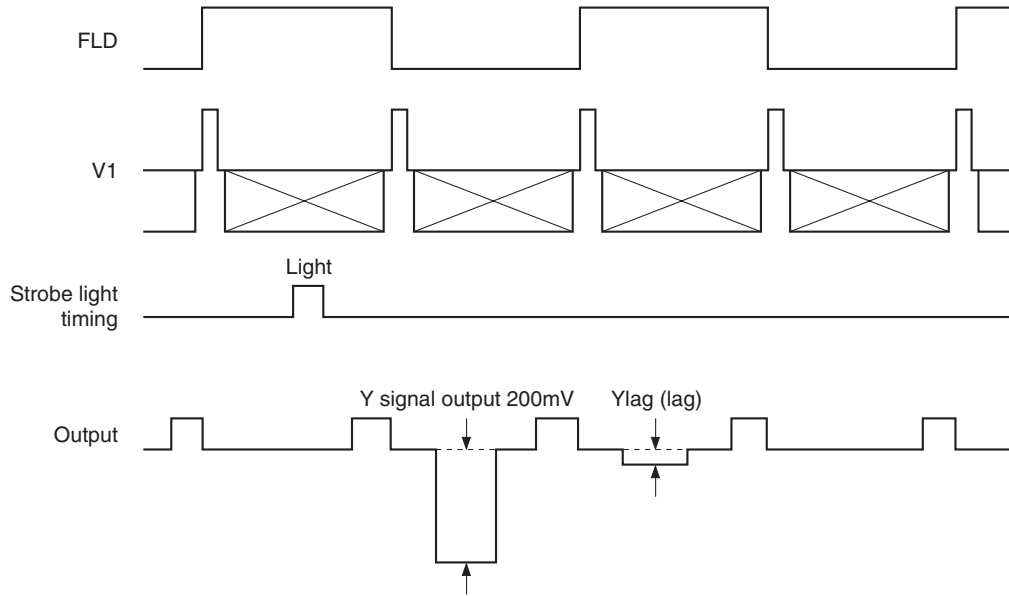 FLD
V1
Light
Strobe light
timing
Y signal output 200mV
Ylag (lag)
Output